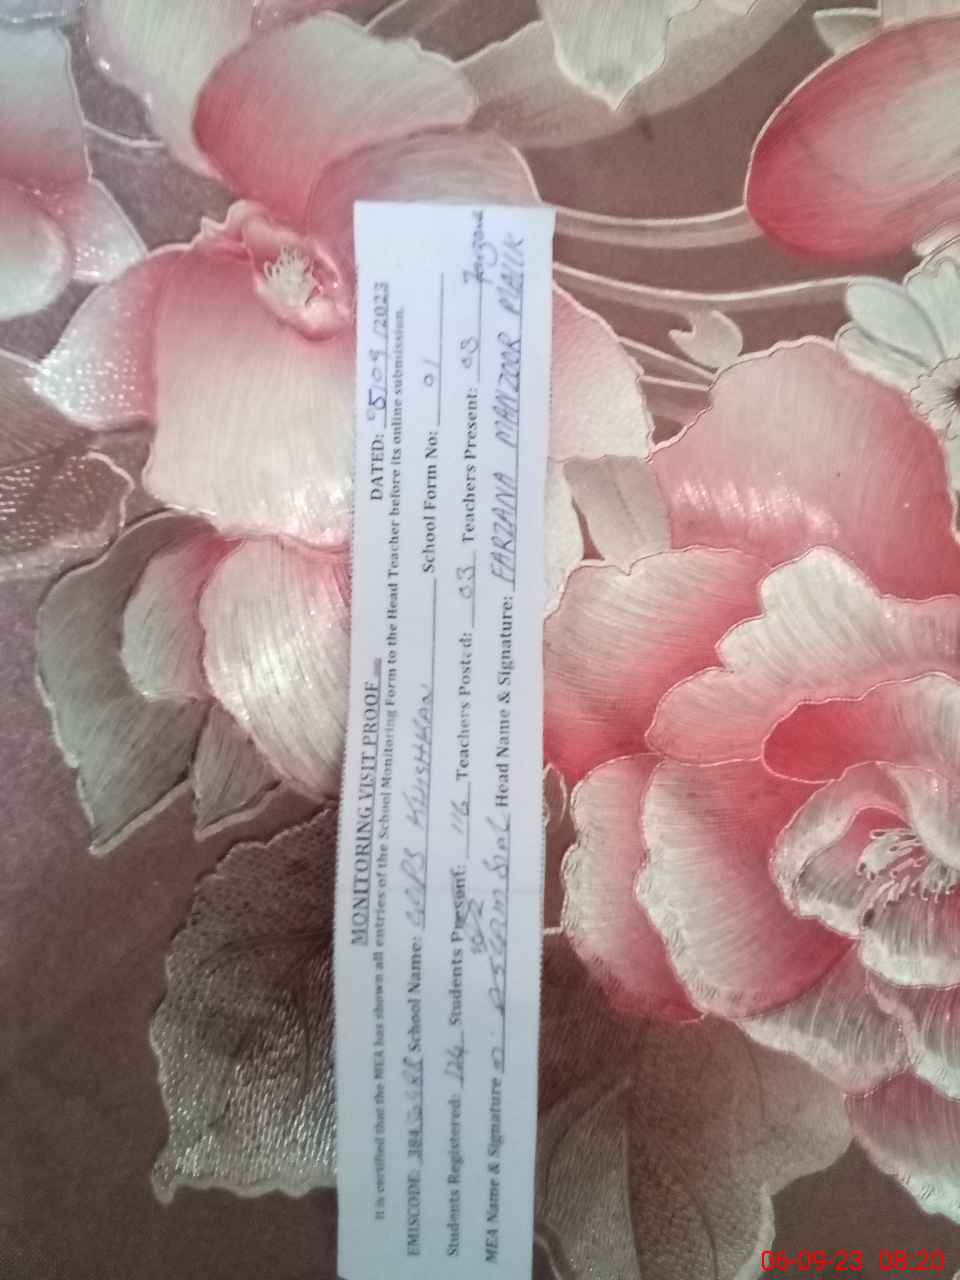 MONITORING VISIT PROOF DATED: 05/09/2023
It is certified that the MEA has shown all entries of the School Monitoring Form to the Head Teacher before its online submission.
EMISCODE: School Name: GGPS School Form No: 01
Students Registered: 124 Students Present: 116 Teachers Posted: 03 Teachers Present: 03 Farzana
MEA Name & Signature Head Name & Signature: FARZANA MANZOOR MALIK
06-09-23 08:20